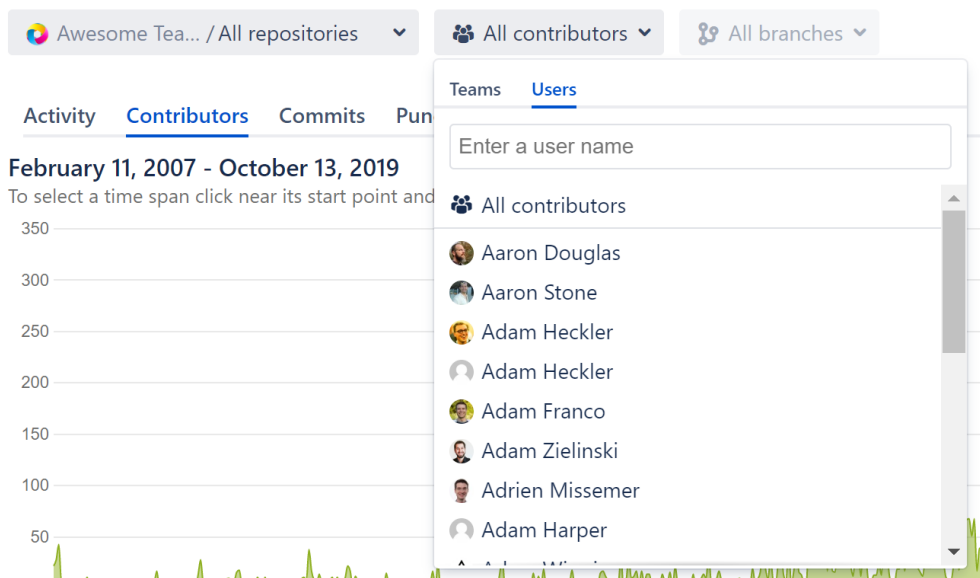 Awesome Tea... / All repositories
All contributors
All branches
Teams Users
Activity Contributors Commits Pun
Enter a user name
February 11, 2007 - October 13, 2019
To select a time span click near its start point and
All contributors
350
Aaron Douglas
300
Aaron Stone
250
Adam Heckler
Adam Heckler
200
Adam Franco
150
Adam Zielinski
100
Adrien Missemer
50
Adam Harper